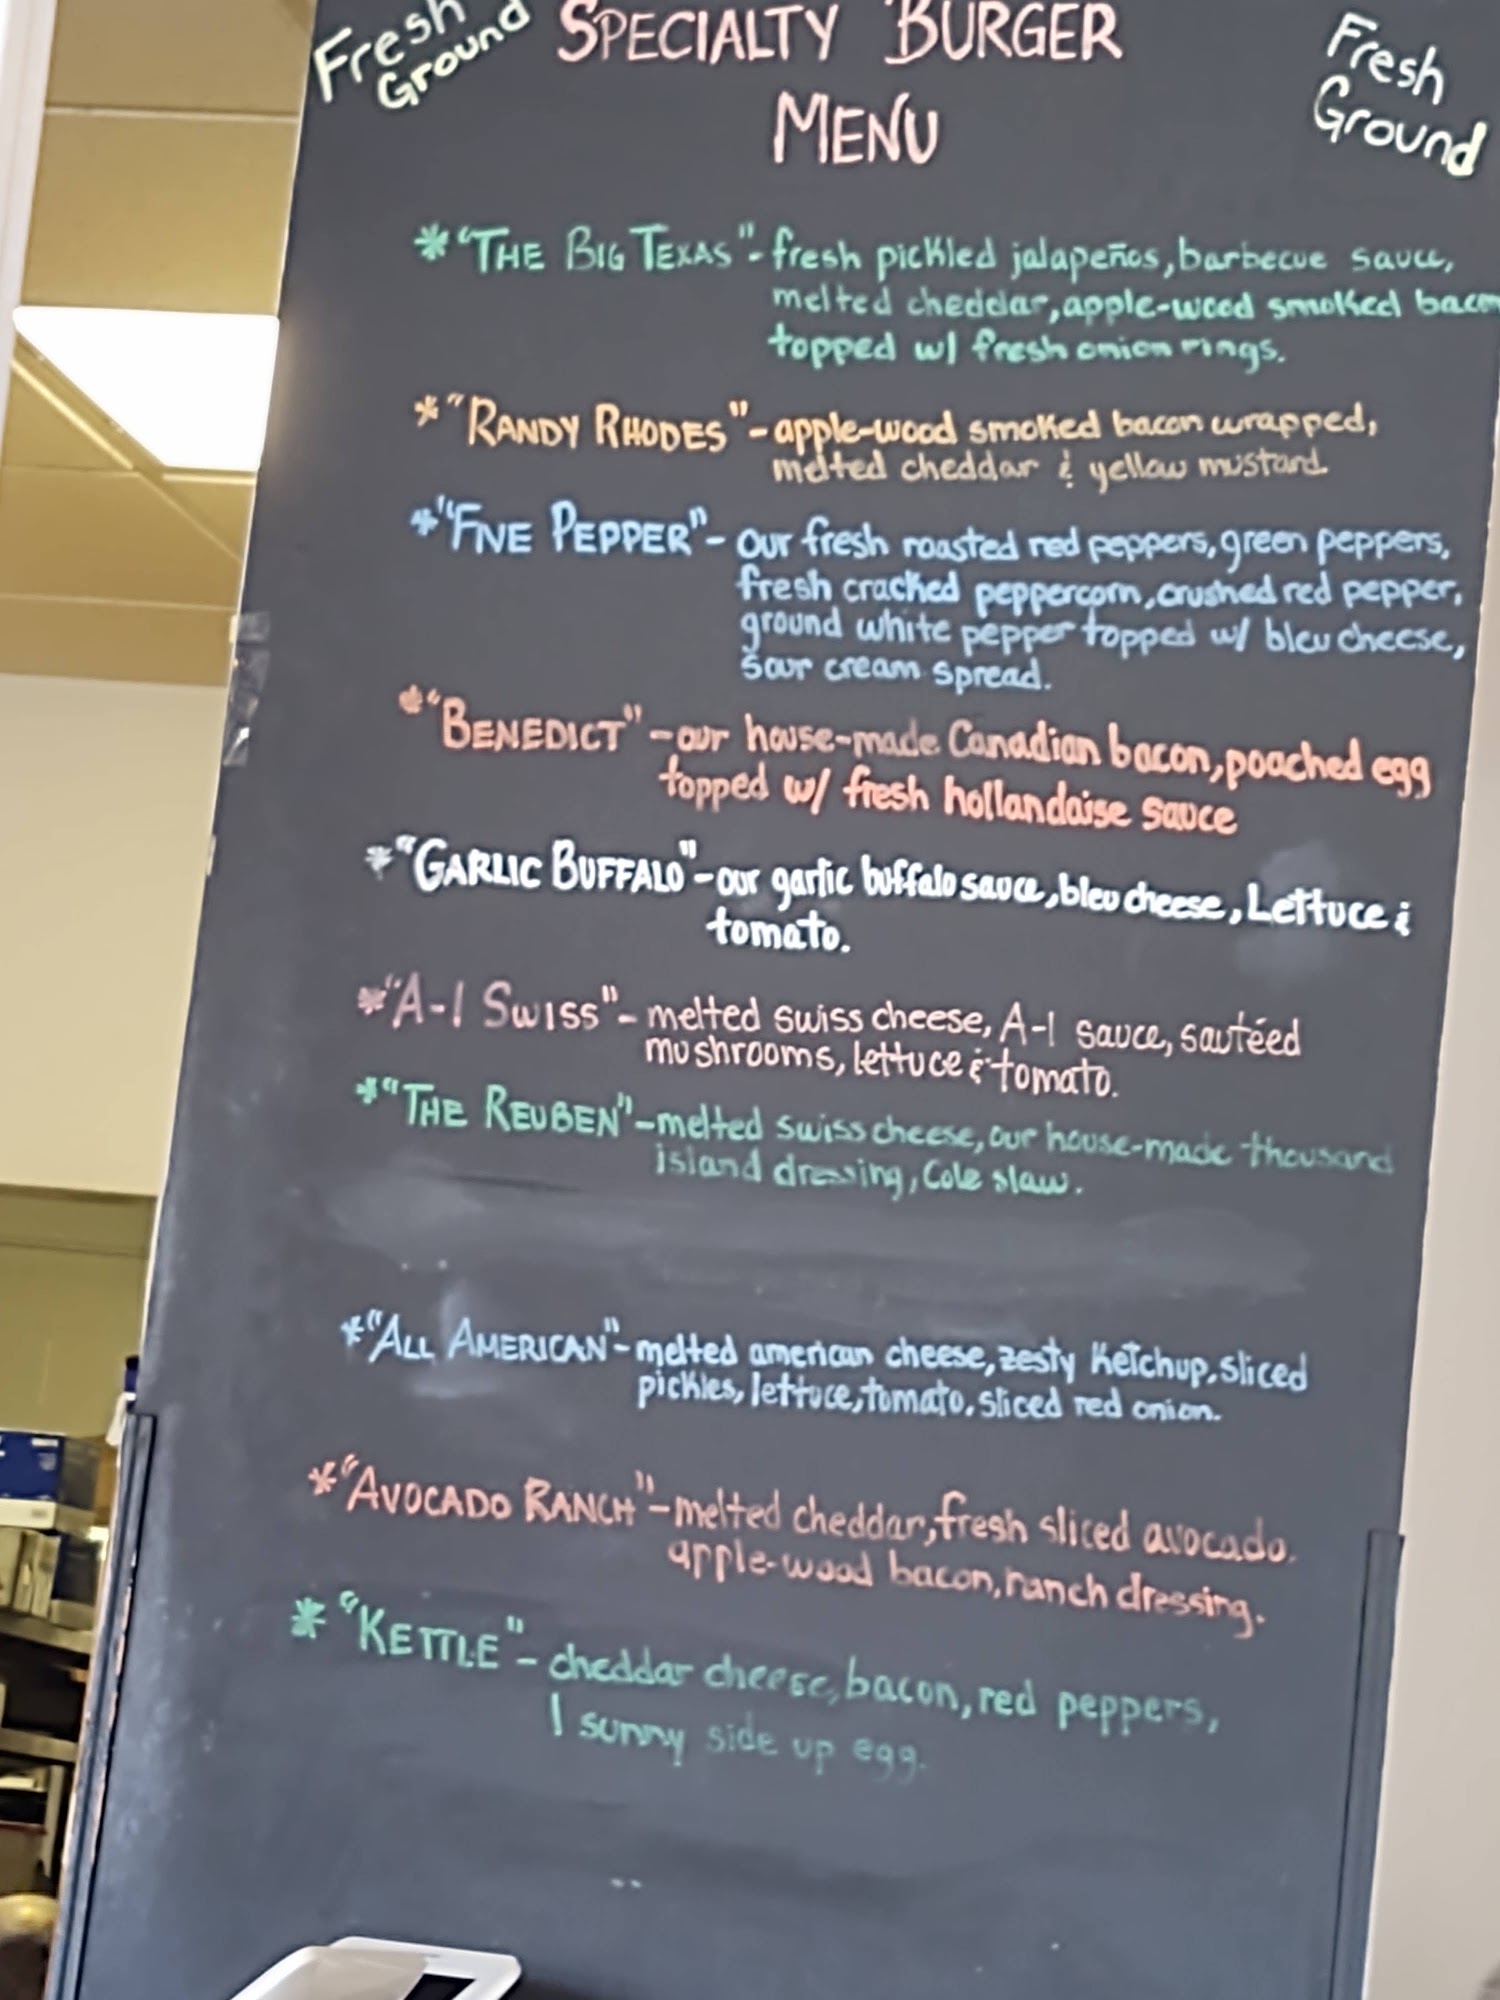 Fresh Ground
SPECIALTY BURGER
MENU
Fresh
Ground
* "THE BIG TEXAS" - fresh pickled jalapeños, barbecue sauce,
melted cheddar, apple-wood smoked bacon
topped w/ fresh onion rings.
* "RANDY RHODES" - apple-wood smoked bacon wrapped,
melted cheddar & yellow mustard
* "FIVE PEPPER" - our fresh roasted red peppers, green peppers,
fresh cracked peppercorn, crushed red pepper,
ground white pepper topped w/ bleu cheese,
sour cream spread.
* "BENEDICT" - our house-made Canadian bacon, poached egg
topped w/ fresh hollandaise sauce
* "GARLIC BUFFALO" - our garlic buffalo sauce, bleu cheese, Lettuce &
tomato.
* "A-1 SWISS" - melted swiss cheese, A-1 sauce, sautéed
mushrooms, lettuce & tomato.
* "THE REUBEN" - melted swiss cheese, our house-made thousand
island dressing, Cole slaw.
* "ALL AMERICAN" - melted american cheese, zesty Ketchup, sliced
pickles, lettuce, tomato, sliced red onion.
* "AVOCADO RANCH" - melted cheddar, fresh sliced avocado.
apple-wood bacon, ranch dressing.
* "KETTLE" - cheddar cheese, bacon, red peppers,
1 sunny side up egg.